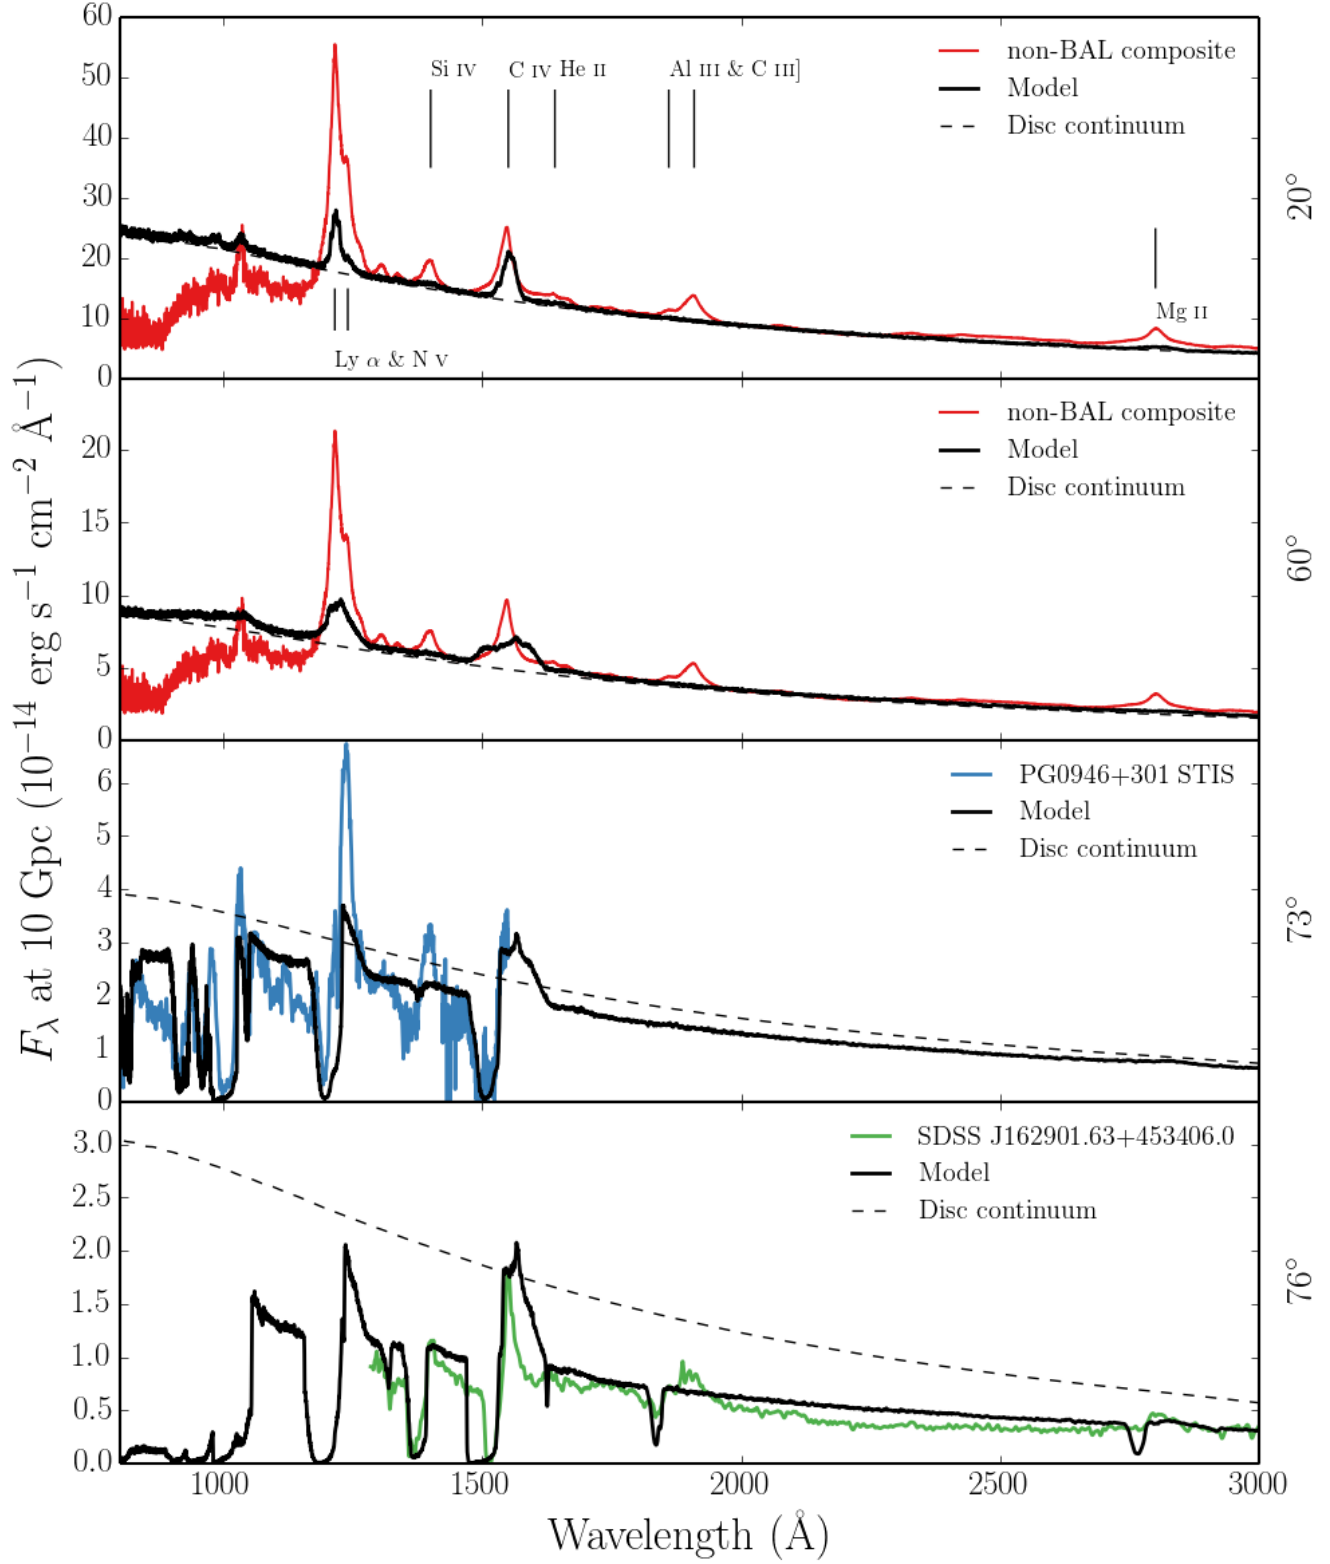 60
50
40
30
20
10
0
Si IV
C IV
He II
Al III & C III]
non-BAL composite
Model
Disc continuum
Mg II
Ly α & N V
20°
20
15
10
5
0
non-BAL composite
Model
Disc continuum
60°
6
5
4
3
2
1
0
PG0946+301 STIS
Model
Disc continuum
73°
3.0
2.5
2.0
1.5
1.0
0.5
0.0
SDSS J162901.63+453406.0
Model
Disc continuum
76°
1000
1500
2000
2500
3000
Wavelength (Å)
F_λ at 10 Gpc (10⁻¹⁴ erg s⁻¹ cm⁻² Å⁻¹)